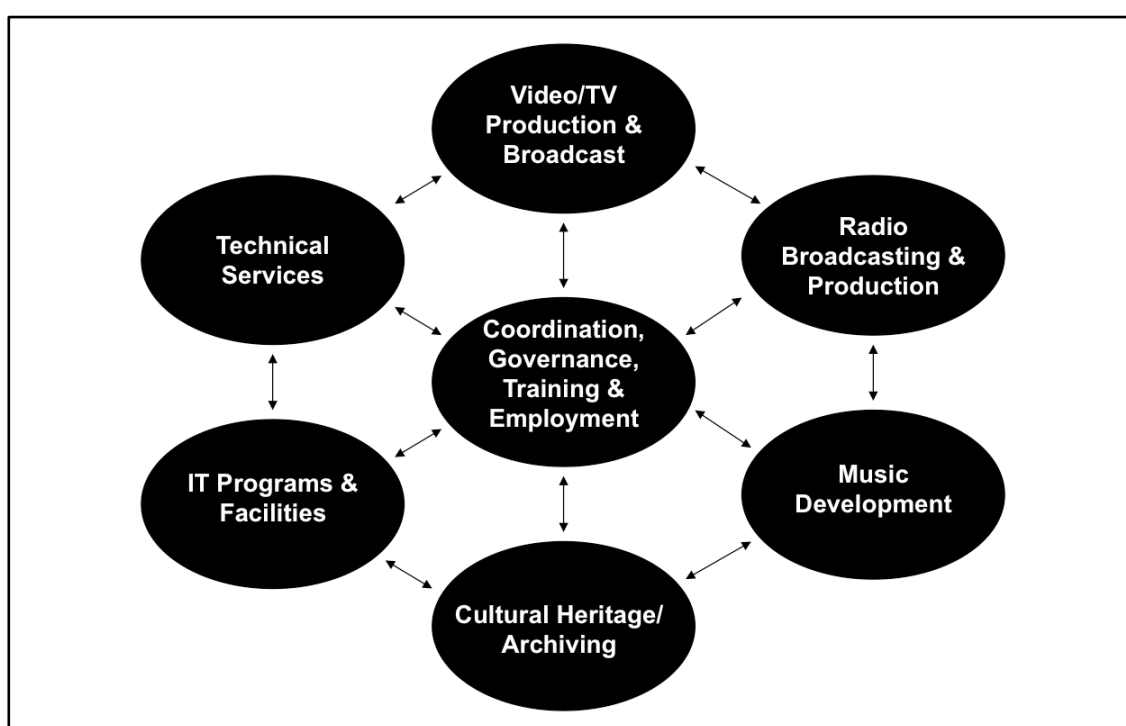 Video/TV
Production &
Broadcast
Technical
Services
Radio
Broadcasting &
Production
Coordination,
Governance,
Training &
Employment
IT Programs &
Facilities
Music
Development
Cultural Heritage/
Archiving